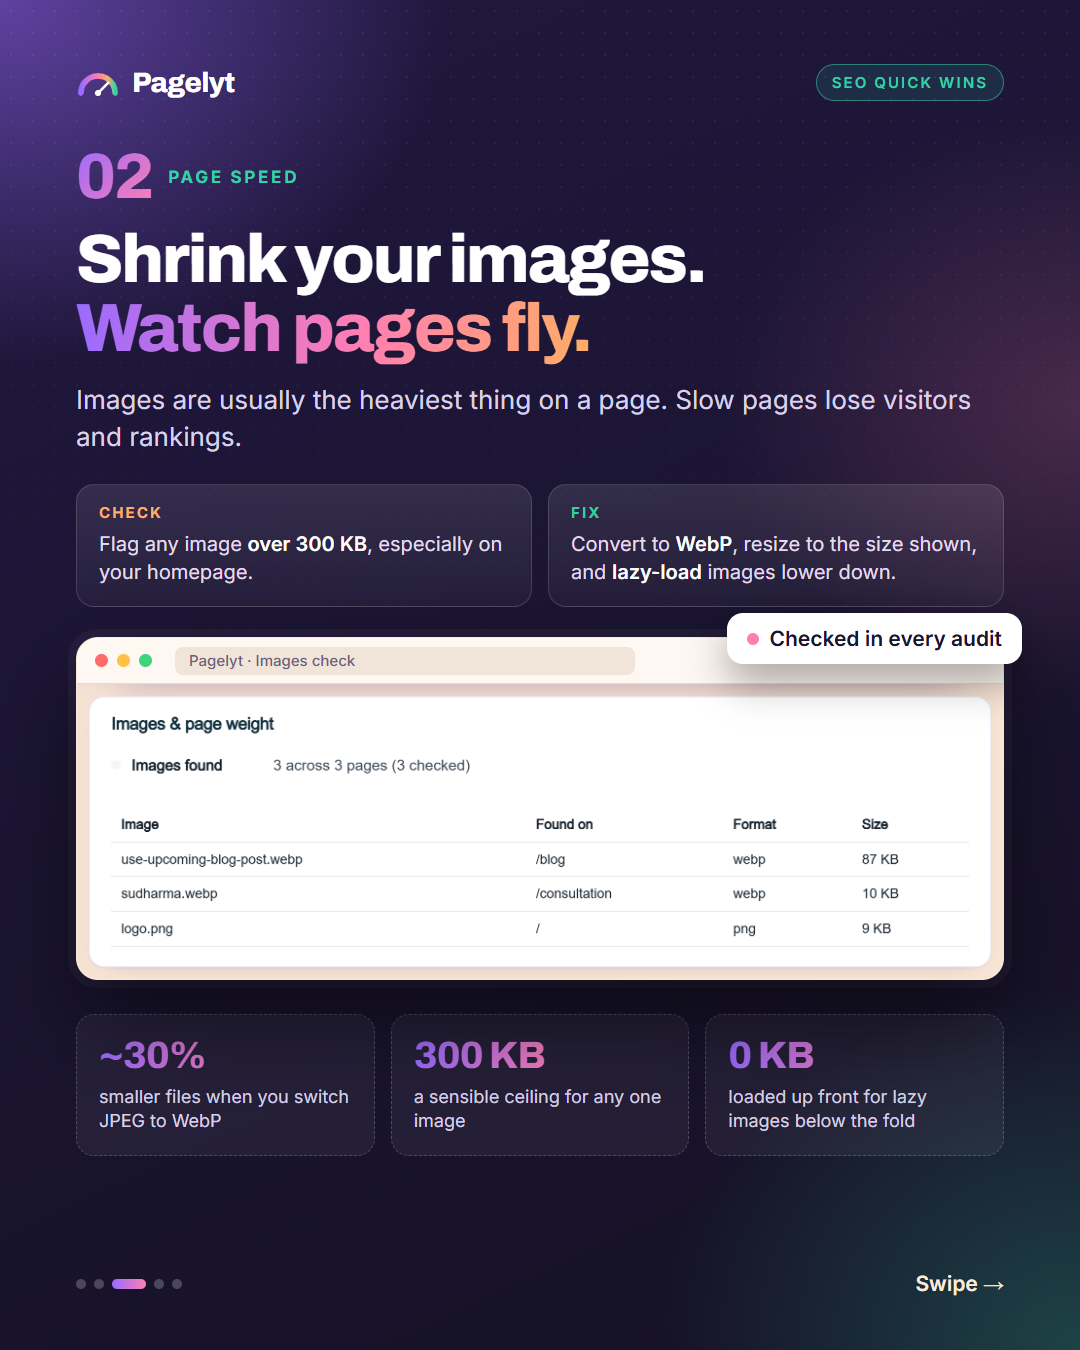 Pagelyt
SEO QUICK WINS
02 PAGE SPEED
Shrink your images.
Watch pages fly.
Images are usually the heaviest thing on a page. Slow pages lose visitors
and rankings.
CHECK
Flag any image over 300 KB, especially on
your homepage.
FIX
Convert to WebP, resize to the size shown,
and lazy-load images lower down.
Checked in every audit
Pagelyt · Images check
Images & page weight
Images found 3 across 3 pages (3 checked)
Image Found on Format Size
use-upcoming-blog-post.webp /blog webp 87 KB
sudharma.webp /consultation webp 10 KB
logo.png / png 9 KB
~30%
smaller files when you switch
JPEG to WebP
300 KB
a sensible ceiling for any one
image
0 KB
loaded up front for lazy
images below the fold
Swipe →